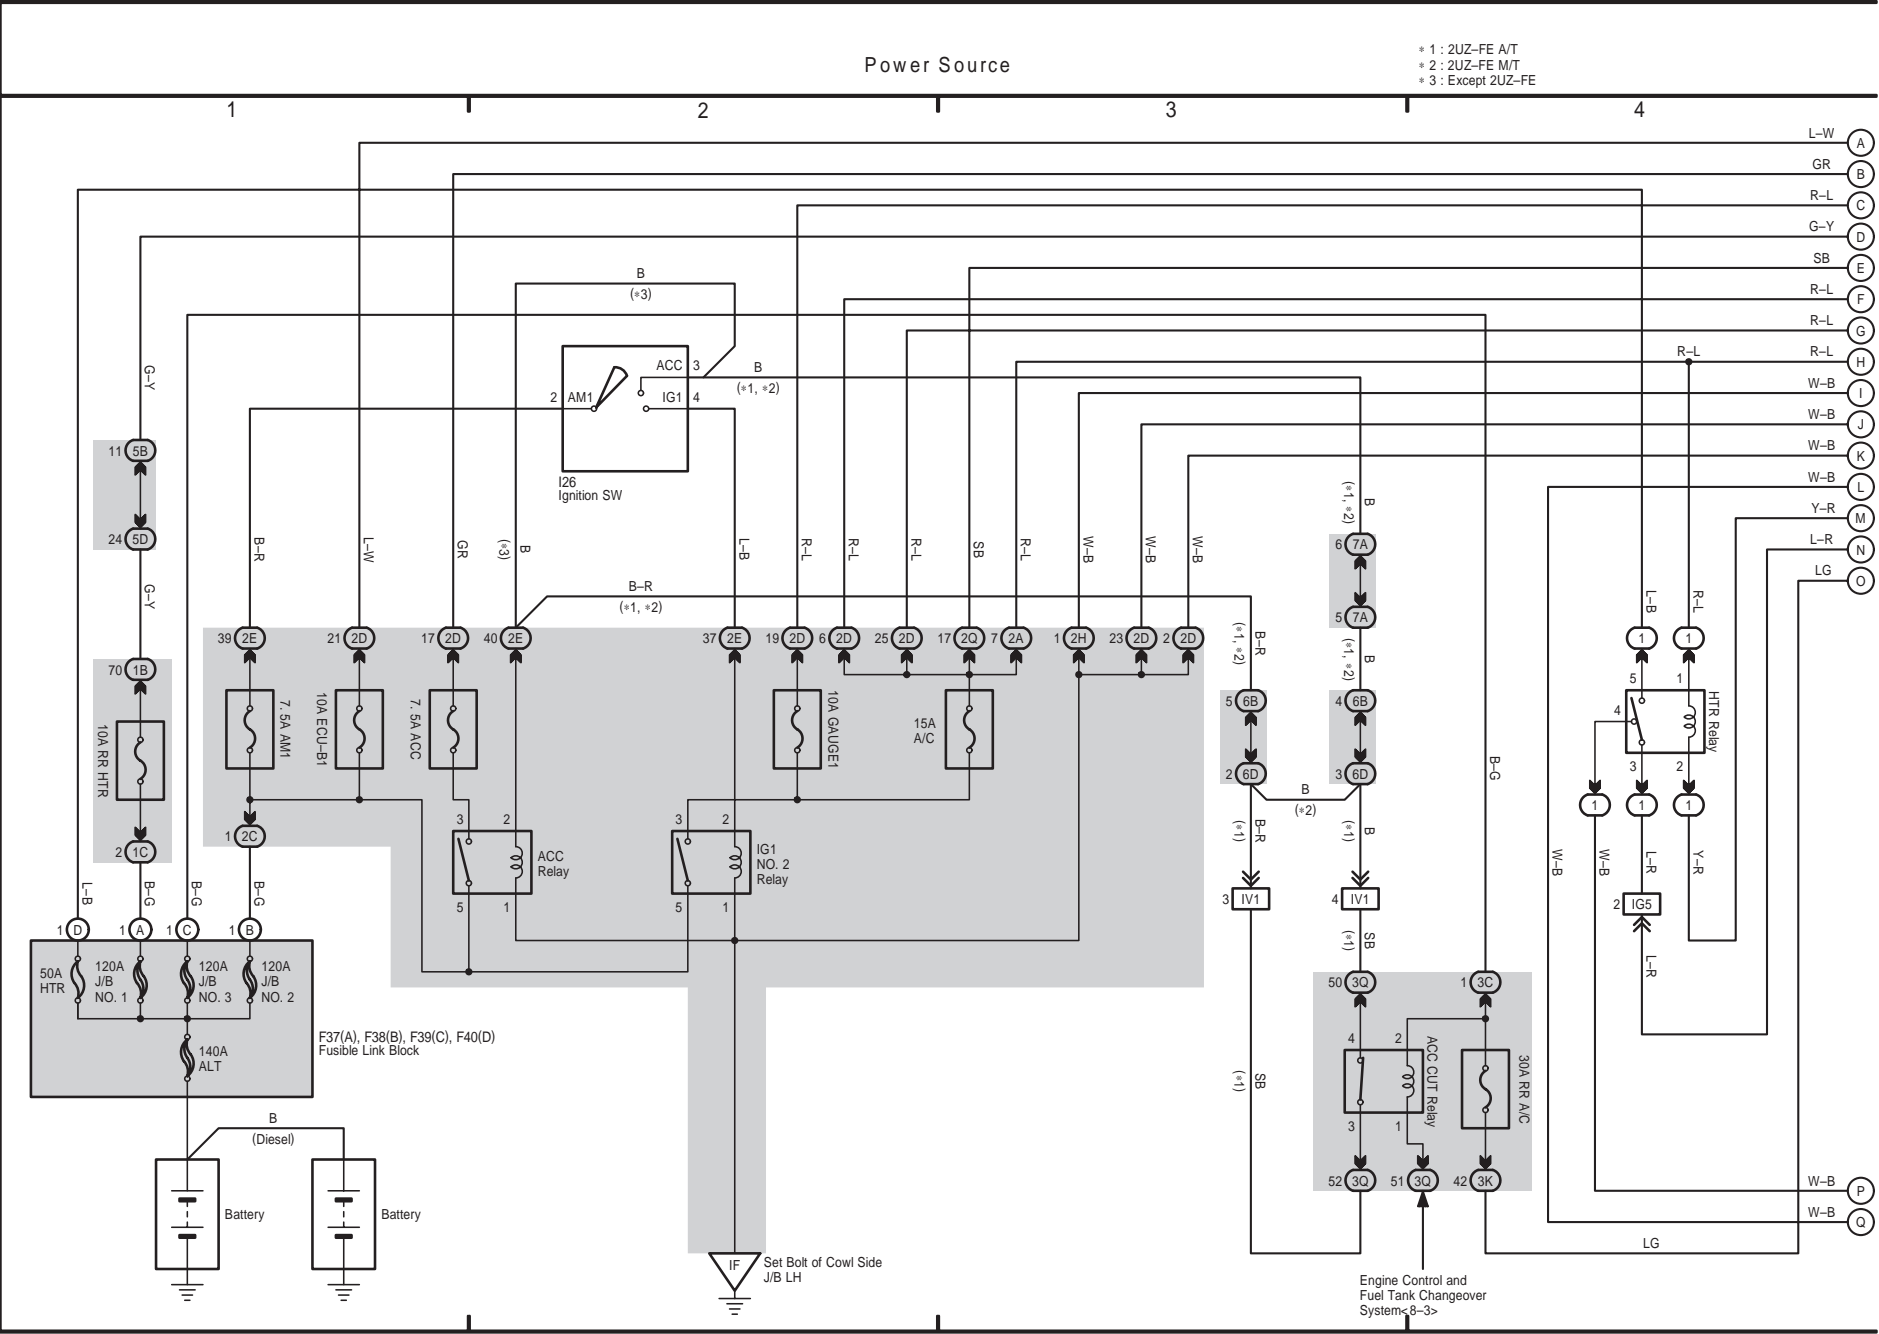 Power Source
* 1 : 2UZ–FE A/T
* 2 : 2UZ–FE M/T
* 3 : Except 2UZ–FE
1
2
3
4
L–W
A
GR
B
R–L
C
G–Y
D
SB
E
R–L
F
R–L
G
R–L
R–L
H
W–B
I
W–B
J
W–B
K
W–B
L
Y–R
M
L–R
N
LG
O
B
(*3)
ACC 3
B
(*1, *2)
2 AM1
IG1 4
I26
Ignition SW
G–Y
11 5B
24 5D
G–Y
B–R
L–W
GR
(*3) B
L–B
R–L
R–L
R–L
SB
R–L
W–B
W–B
W–B
(*1, *2) B
6 7A
5 7A
(*1, *2) B
B–R
(*1, *2)
(*1, *2) B–R
L–B
R–L
39 2E
21 2D
17 2D
40 2E
37 2E
19 2D
6 2D
25 2D
17 2Q
7 2A
1 2H
23 2D
2 2D
1
1
70 1B
10A RR HTR
2 1C
7. 5A AM1
10A ECU–B1
7. 5A ACC
10A GAUGE1
15A
A/C
5 6B
2 6D
4 6B
3 6D
B
(*2)
5
1
4
3
2
HTR Relay
1
1
1
1 2C
3
2
ACC
Relay
5
1
3
2
IG1
NO. 2
Relay
5
1
(*1) B–R
(*1) B
3 IV1
4 IV1
(*1) SB
B–G
W–B
W–B
L–R
Y–R
2 IG5
L–R
L–B
B–G
B–G
B–G
1 D
1 A
1 C
1 B
50A
HTR
120A
J/B
NO. 1
120A
J/B
NO. 3
120A
J/B
NO. 2
140A
ALT
F37(A), F38(B), F39(C), F40(D)
Fusible Link Block
B
(Diesel)
Battery
Battery
IF
Set Bolt of Cowl Side
J/B LH
(*1) SB
50 3Q
1 3C
4
2
3
1
ACC CUT Relay
30A RR A/C
52 3Q
51 3Q
42 3K
W–B
P
W–B
Q
LG
Engine Control and
Fuel Tank Changeover
System<8–3>